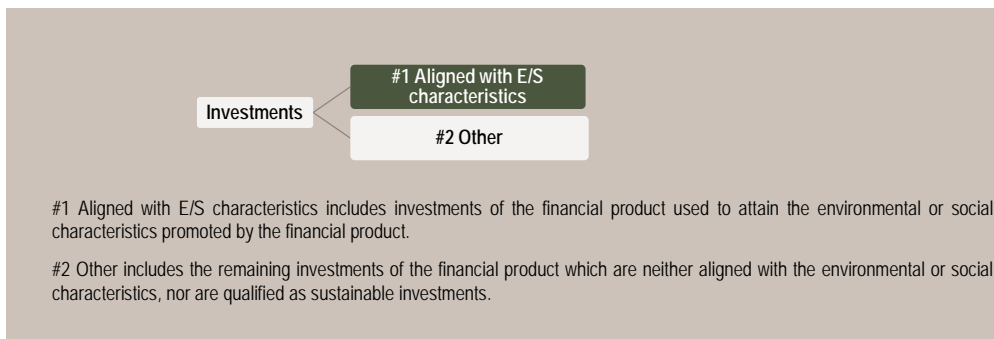 #1 Aligned with E/S
characteristics
Investments
#2 Other
#1 Aligned with E/S characteristics includes investments of the financial product used to attain the environmental or social
characteristics promoted by the financial product.
#2 Other includes the remaining investments of the financial product which are neither aligned with the environmental or social
characteristics, nor are qualified as sustainable investments.